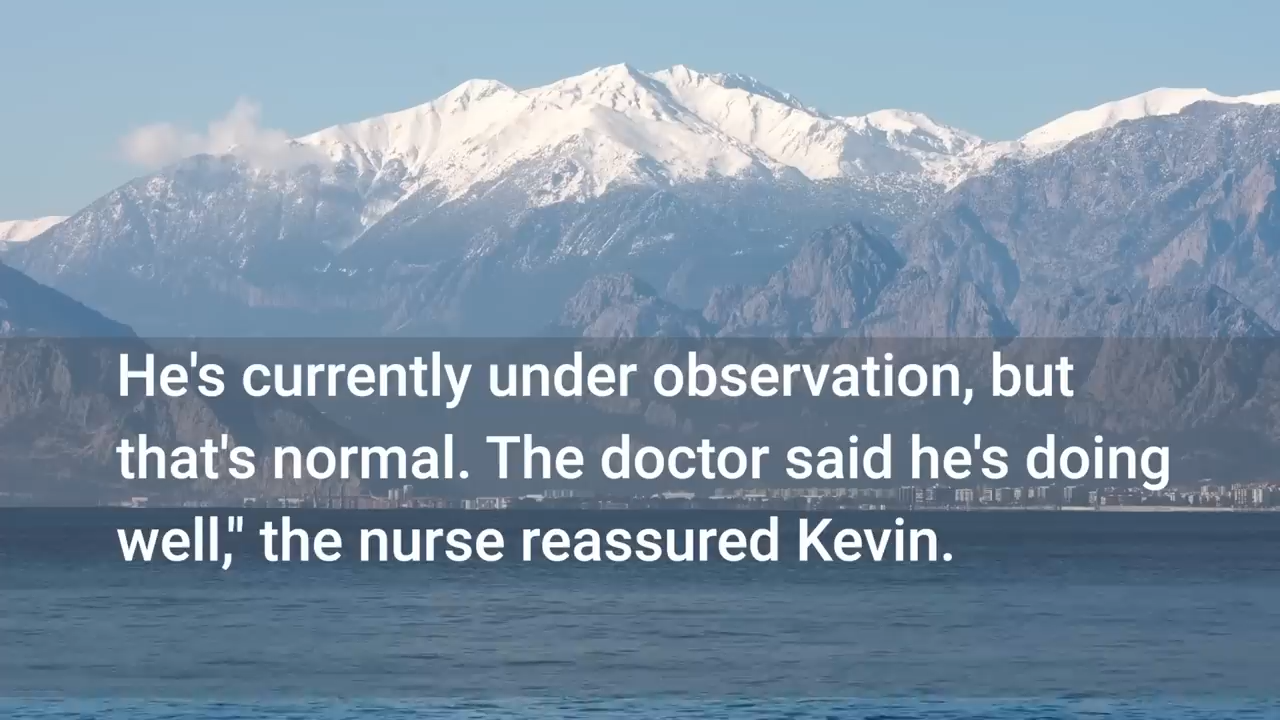 He's currently under observation, but
that's normal. The doctor said he's doing
well," the nurse reassured Kevin.